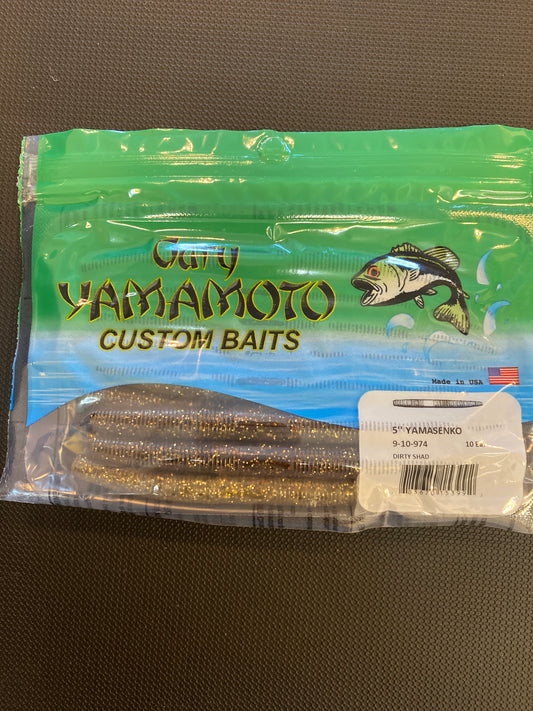 Gary
YAMAMOTO
CUSTOM BAITS
Made in USA
5" YAMASENKO
9-10-974 10 Ea.
DIRTY SHAD